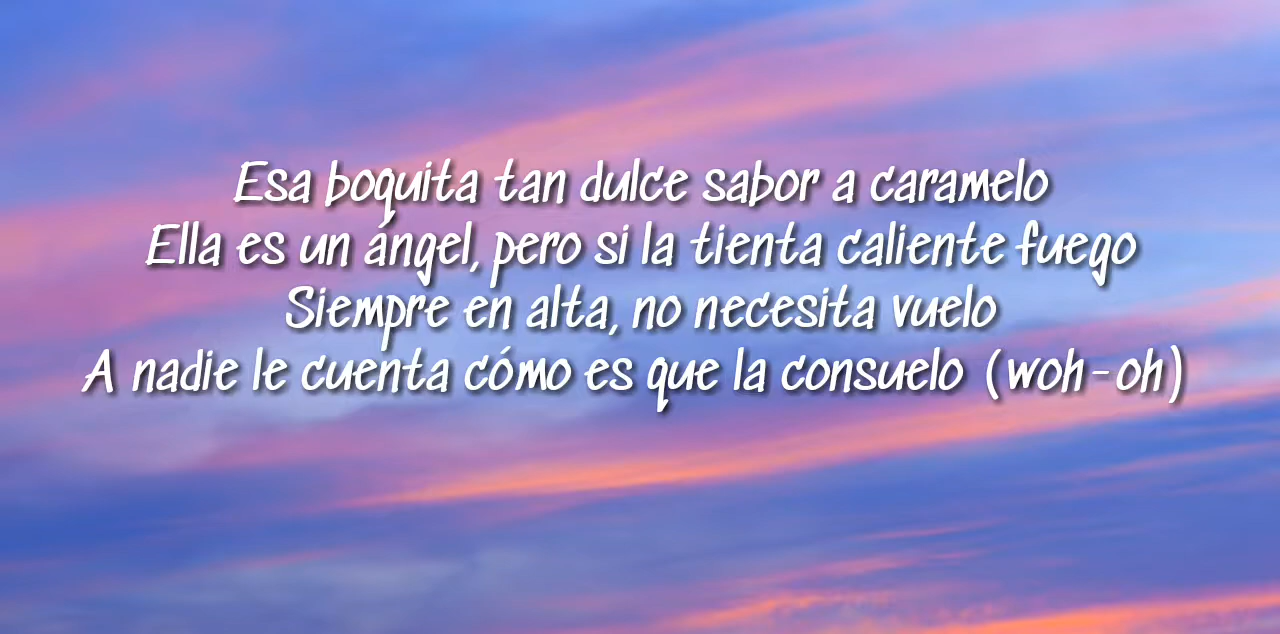 Esa boquita tan dulce sabor a caramelo
Ella es un ángel, pero si la tienta caliente fuego
Siempre en alta, no necesita vuelo
A nadie le cuenta cómo es que la consuelo (woh-oh)